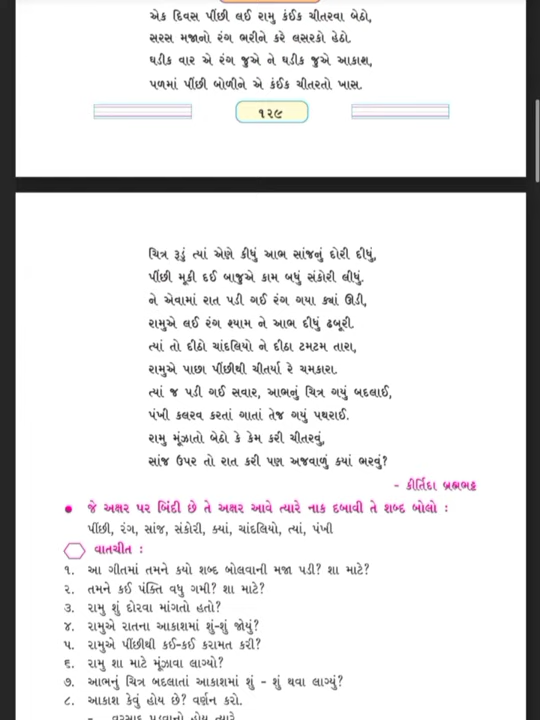 એક દિવસ પીંછી લઈ રામુ કંઈક ચીતરવા બેઠો,
સરસ મજાનો રંગ ભરીને કરે લસરકો હેઠો.
ઘડીક વાર એ રંગ જુએ ને ઘડીક જુએ આકાશ,
પળમાં પીંછી બોળીને એ કંઈક ચીતરતો ખાસ.
૧૨૯
ચિત્ર રૂડું ત્યાં એણે કીધું આભ સાંજનું દોરી દીધું,
પીંછી મૂકી દઈ બાજુએ કામ બધું સંકોરી લીધું.
ને એવામાં રાત પડી ગઈ રંગ ગયા ક્યાં ઊડી,
રામુએ લઈ રંગ શ્યામ ને આભ દીધું ઢબૂરી.
ત્યાં તો દીઠો ચાંદલિયો ને દીઠા ટમટમ તારા,
રામુએ પાછા પીંછીથી ચીતર્યા રે ચમકારા.
ત્યાં જ પડી ગઈ સવાર, આભનું ચિત્ર ગયું બદલાઈ,
પંખી કલરવ કરતાં ગાતાં તેજ ગયું પથરાઈ.
રામુ મૂંઝાતો બેઠો કે કેમ કરી ચીતરવું,
સાંજ ઉપર તો રાત કરી પણ અજવાળું ક્યાં ભરવું?
- કીર્તિદા બ્રહ્મભટ્ટ
● જે અક્ષર પર બિંદી છે તે અક્ષર આવે ત્યારે નાક દબાવી તે શબ્દ બોલો :
પીંછી, રંગ, સાંજ, સંકોરી, ક્યાં, ચાંદલિયો, ત્યાં, પંખી
વાતચીત :
૧. આ ગીતમાં તમને કયો શબ્દ બોલવાની મજા પડી? શા માટે?
૨. તમને કઈ પંક્તિ વધુ ગમી? શા માટે?
૩. રામુ શું દોરવા માંગતો હતો?
૪. રામુએ રાતના આકાશમાં શું-શું જોયું?
૫. રામુએ પીંછીથી કઈ-કઈ કરામત કરી?
૬. રામુ શા માટે મૂંઝાવા લાગ્યો?
૭. આભનું ચિત્ર બદલાતાં આકાશમાં શું - શું થવા લાગ્યું?
૮. આકાશ કેવું હોય છે? વર્ણન કરો.
- વરસાદ પડવાનો હોય ત્યારે